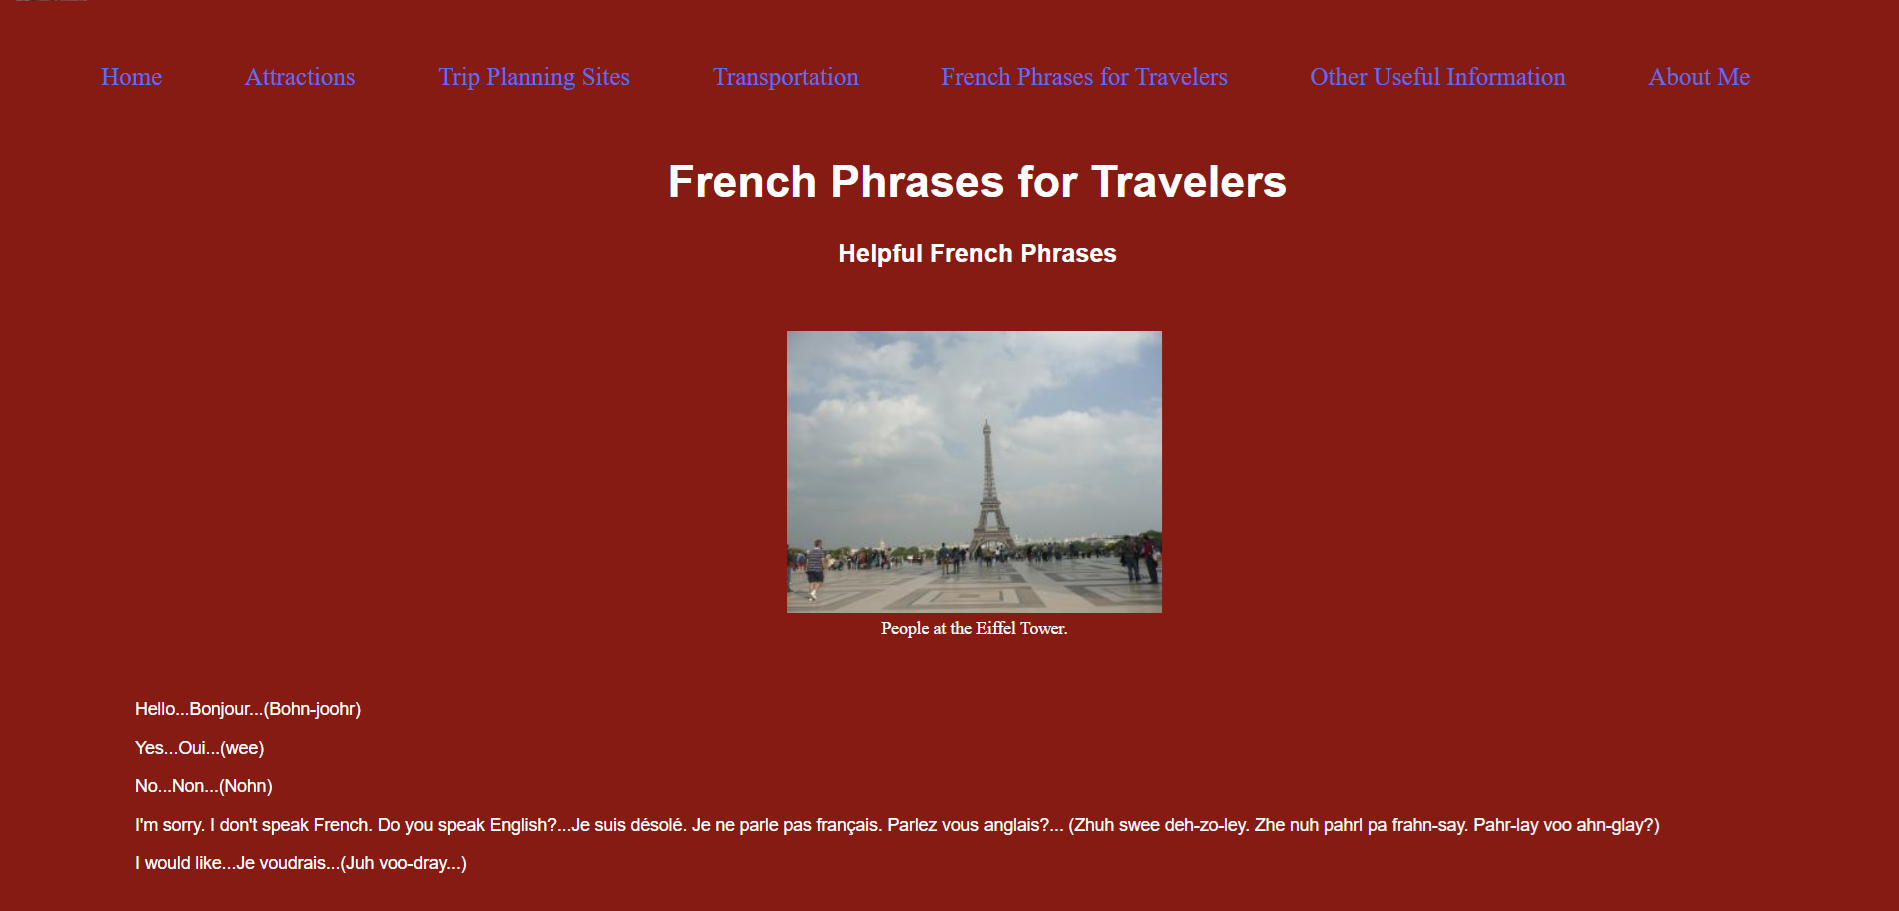 Home Attractions Trip Planning Sites Transportation French Phrases for Travelers Other Useful Information About Me
French Phrases for Travelers
Helpful French Phrases
People at the Eiffel Tower.
Hello...Bonjour...(Bohn-joohr)
Yes...Oui...(wee)
No...Non...(Nohn)
I'm sorry. I don't speak French. Do you speak English?...Je suis désolé. Je ne parle pas français. Parlez vous anglais?... (Zhuh swee deh-zo-ley. Zhe nuh pahrl pa frahn-say. Pahr-lay voo ahn-glay?)
I would like...Je voudrais...(Juh voo-dray...)